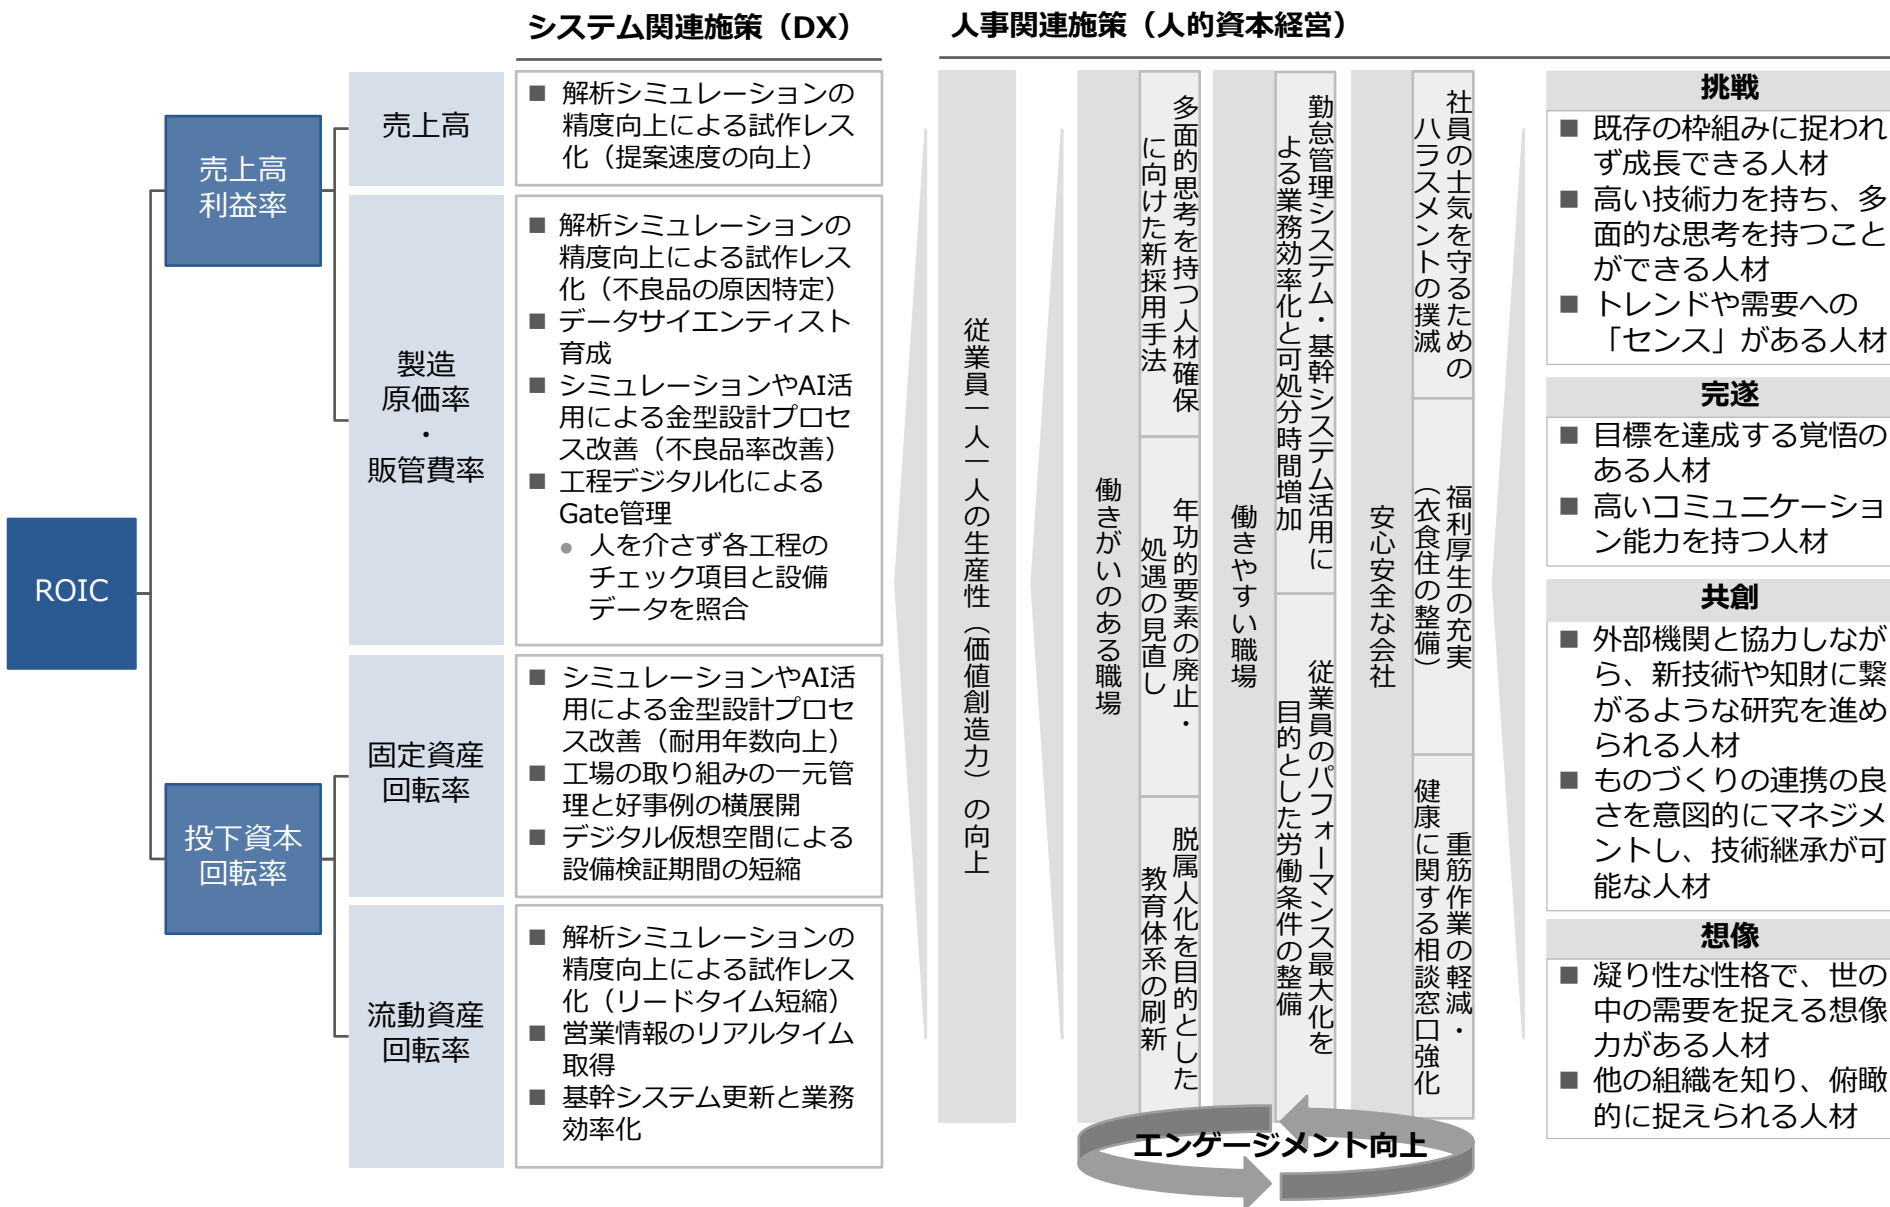 システム関連施策（DX）
人事関連施策（人的資本経営）
ROIC
売上高
利益率
投下資本
回転率
売上高
製造
原価率
・
販管費率
固定資産
回転率
流動資産
回転率
■ 解析シミュレーションの
精度向上による試作レス
化（提案速度の向上）
■ 解析シミュレーションの
精度向上による試作レス
化（不良品の原因特定）
■ データサイエンティスト
育成
■ シミュレーションやAI活
用による金型設計プロセ
ス改善（不良品率改善）
■ 工程デジタル化による
Gate管理
● 人を介さず各工程の
チェック項目と設備
データを照合
■ シミュレーションやAI活
用による金型設計プロセ
ス改善（耐用年数向上）
■ 工場の取り組みの一元管
理と好事例の横展開
■ デジタル仮想空間による
設備検証期間の短縮
■ 解析シミュレーションの
精度向上による試作レス
化（リードタイム短縮）
■ 営業情報のリアルタイム
取得
■ 基幹システム更新と業務
効率化
従業員一人一人の生産性（価値創造力）の向上
働きがいのある職場
多面的思考を持つ人材確保
に向けた新採用手法
年功的要素の廃止・
処遇の見直し
脱属人化を目的とした
教育体系の刷新
働きやすい職場
勤怠管理システム・基幹システム活用に
よる業務効率化と可処分時間増加
従業員のパフォーマンス最大化を
目的とした労働条件の整備
安心安全な会社
社員の士気を守るための
ハラスメントの撲滅
福利厚生の充実
（衣食住の整備）
重筋作業の軽減・
健康に関する相談窓口強化
エンゲージメント向上
挑戦
■ 既存の枠組みに捉われ
ず成長できる人材
■ 高い技術力を持ち、多
面的な思考を持つこと
ができる人材
■ トレンドや需要への
「センス」がある人材
完遂
■ 目標を達成する覚悟の
ある人材
■ 高いコミュニケーショ
ン能力を持つ人材
共創
■ 外部機関と協力しなが
ら、新技術や知財に繋
がるような研究を進め
られる人材
■ ものづくりの連携の良
さを意図的にマネジメ
ントし、技術継承が可
能な人材
想像
■ 凝り性な性格で、世の
中の需要を捉える想像
力がある人材
■ 他の組織を知り、俯瞰
的に捉えられる人材